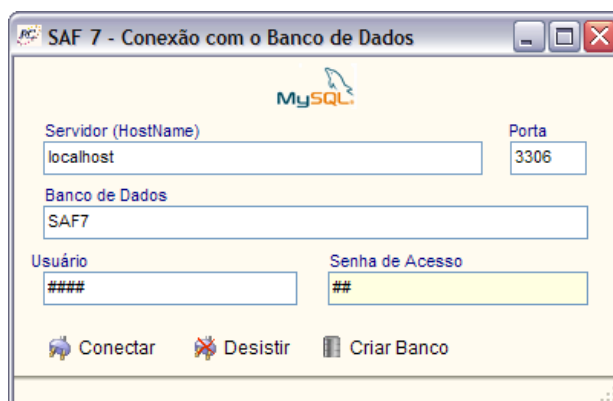 SAF 7 - Conexão com o Banco de Dados
MySQL
Servidor (HostName) Porta
localhost 3306
Banco de Dados
SAF7
Usuário Senha de Acesso
#### ##
Conectar Desistir Criar Banco